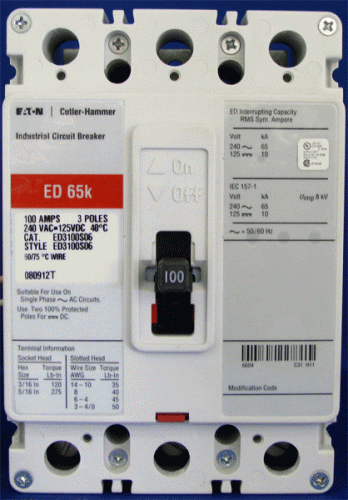 EATON Cutler-Hammer
Industrial Circuit Breaker
ED 65k
100 AMPS 3 POLES
240 VAC=125VDC 40°C
CAT. ED3100S06
STYLE ED3100S06
60/75 °C WIRE
080912T
Suitable For Use On
Single Phase ~ AC Circuits.
Use Two 100% Protected
Poles For DC.
Terminal Information
Socket Head Slotted Head
Hex Torque Wire Size Torque
Size Lb-In AWG Lb-In
3/16 In 120 14-10 35
5/16 In 275 8 40
6-4 45
3-4/0 50
On
Off
100
ED Interrupting Capacity
RMS Sym. Ampere
Volt kA
240 ~ 65
125 10
IEC 157-1 Uimp 8 kV
Volt kA
240 ~ 65
125 10
~ = 50/60 Hz
6604 C01 H11
Modification Code